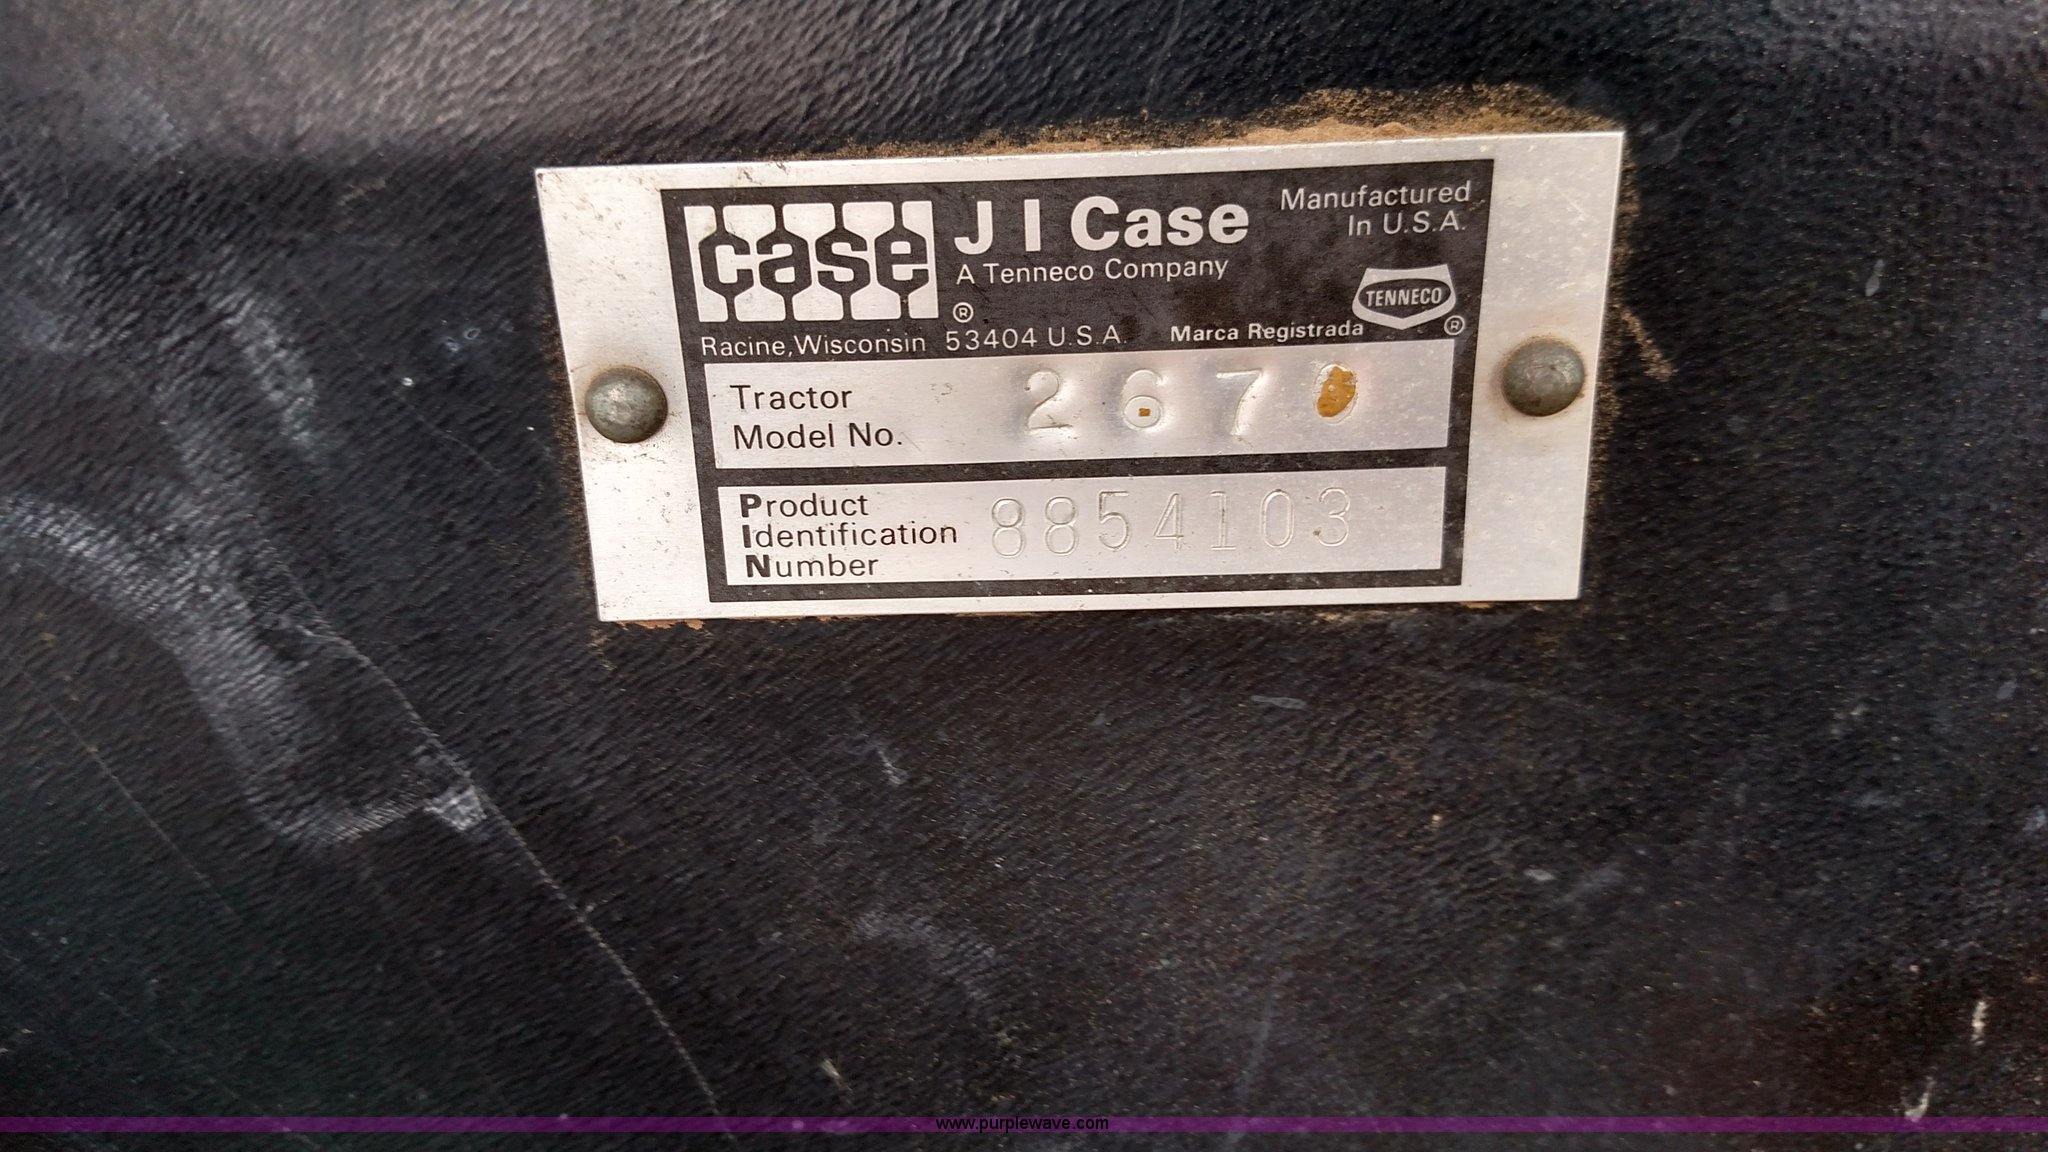 case
J I Case
Manufactured
In U.S.A.
A Tenneco Company
®
TENNECO
®
Racine, Wisconsin 53404 U.S.A. Marca Registrada
Tractor
Model No. 2670
Product
Identification
Number 8854103
www.purplewave.com